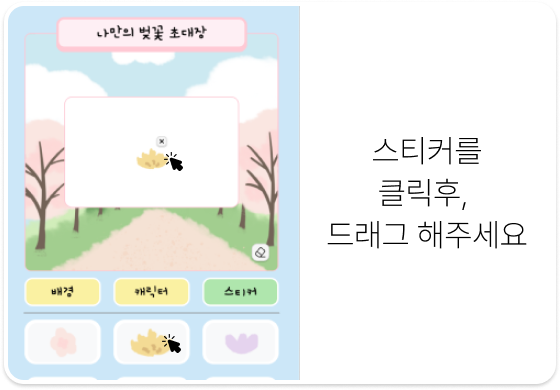 나만의 벚꽃 초대장
스티커를
클릭후,
드래그 해주세요
배경
캐릭터
스티커